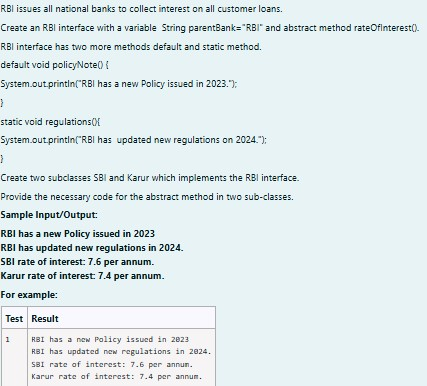 RBI issues all national banks to collect interest on all customer loans.
Create an RBI interface with a variable String parentBank="RBI" and abstract method rateOfInterest().
RBI interface has two more methods default and static method.
default void policyNote() {
System.out.println("RBI has a new Policy issued in 2023.");
}
static void regulations(){
System.out.println("RBI has updated new regulations on 2024.");
}
Create two subclasses SBI and Karur which implements the RBI interface.
Provide the necessary code for the abstract method in two sub-classes.
Sample Input/Output:
RBI has a new Policy issued in 2023
RBI has updated new regulations in 2024.
SBI rate of interest: 7.6 per annum.
Karur rate of interest: 7.4 per annum.
For example:
Test Result
1 RBI has a new Policy issued in 2023
RBI has updated new regulations in 2024.
SBI rate of interest: 7.6 per annum.
Karur rate of interest: 7.4 per annum.